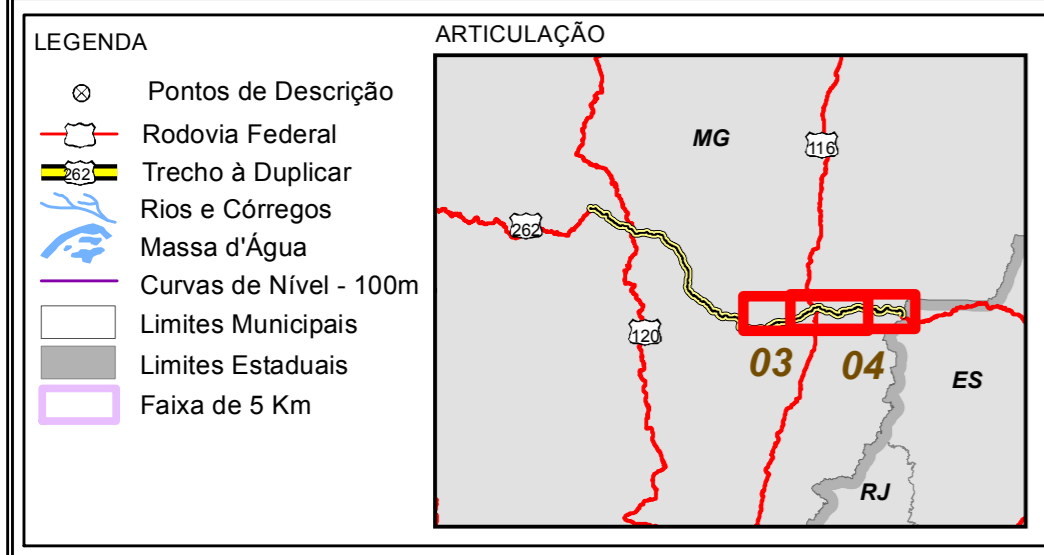 LEGENDA
Pontos de Descrição
Rodovia Federal
262
Trecho à Duplicar
Rios e Córregos
Massa d'Água
Curvas de Nível - 100m
Limites Municipais
Limites Estaduais
Faixa de 5 Km
ARTICULAÇÃO
MG
116
262
120
03
04
ES
RJ